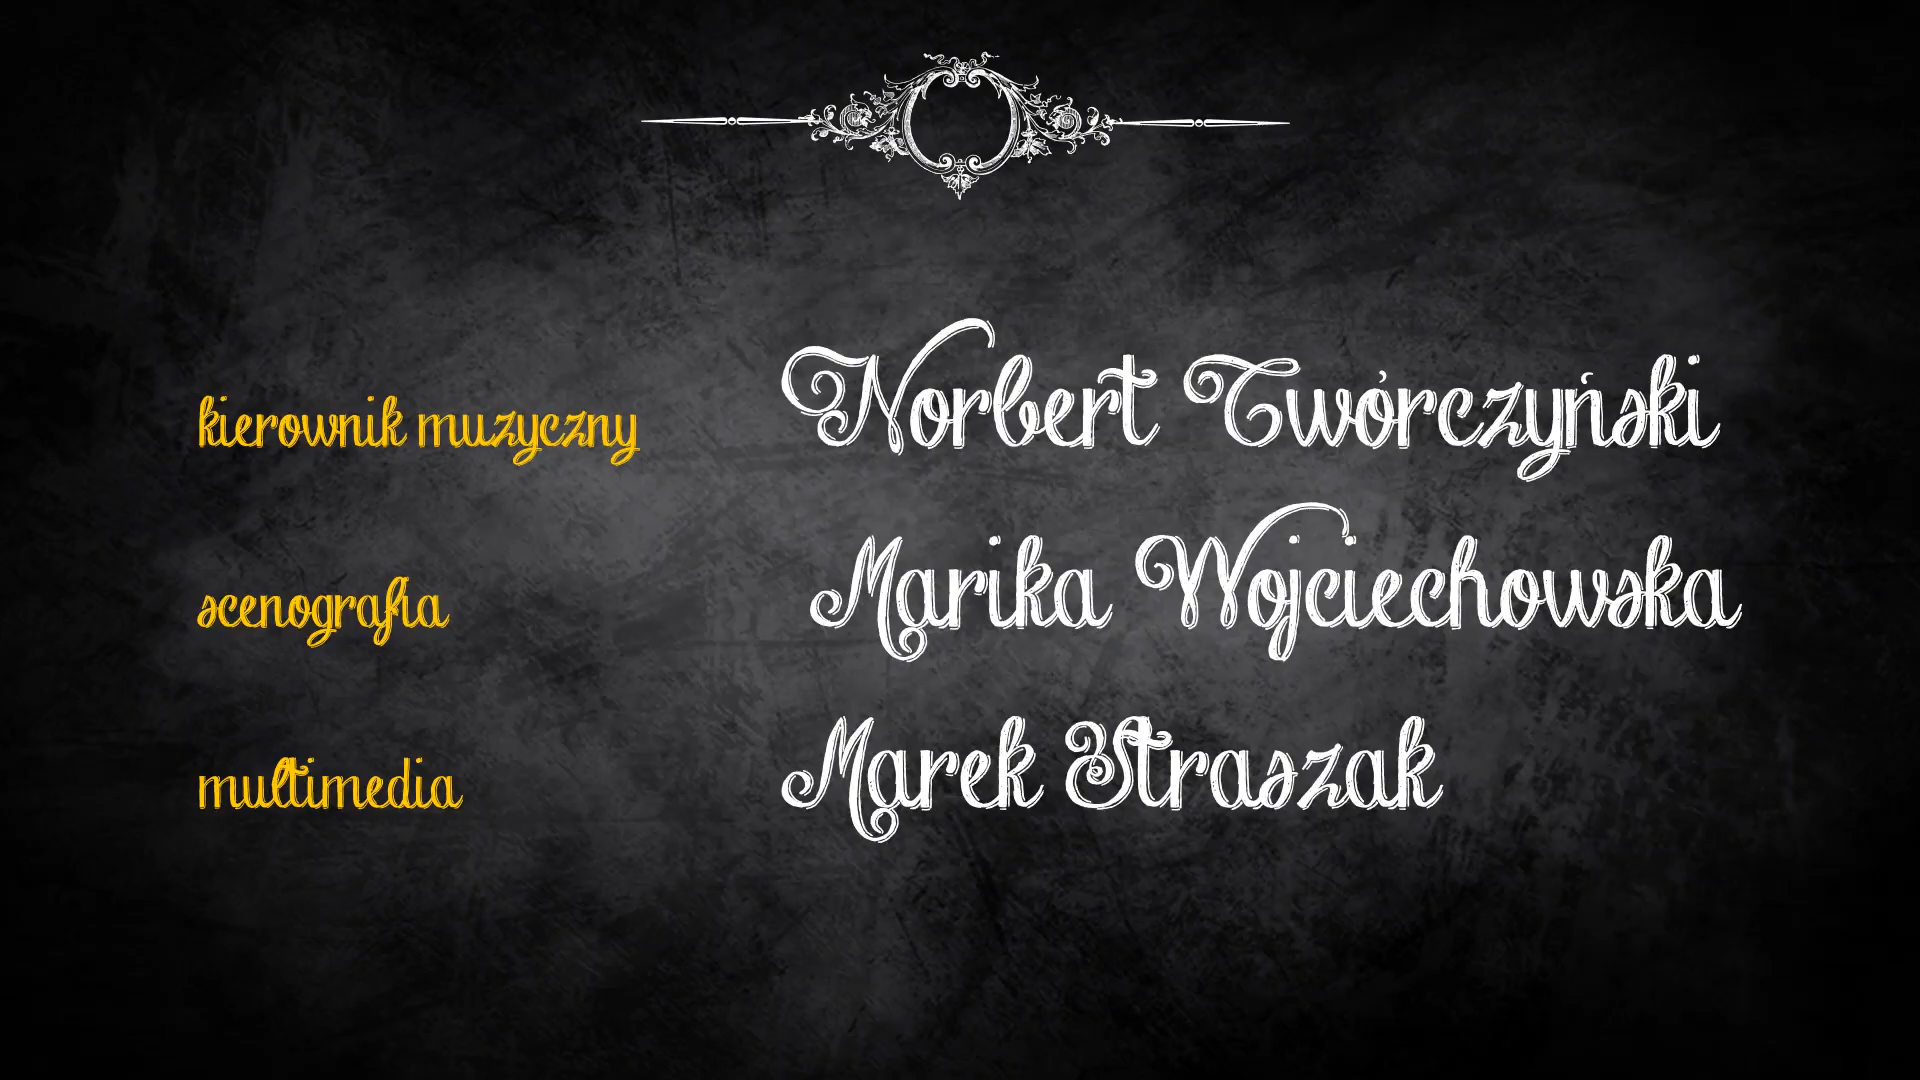 kierownik muzyczny Norbert Twórczyński
scenografia Marika Wojciechowska
multimedia Marek Straszak